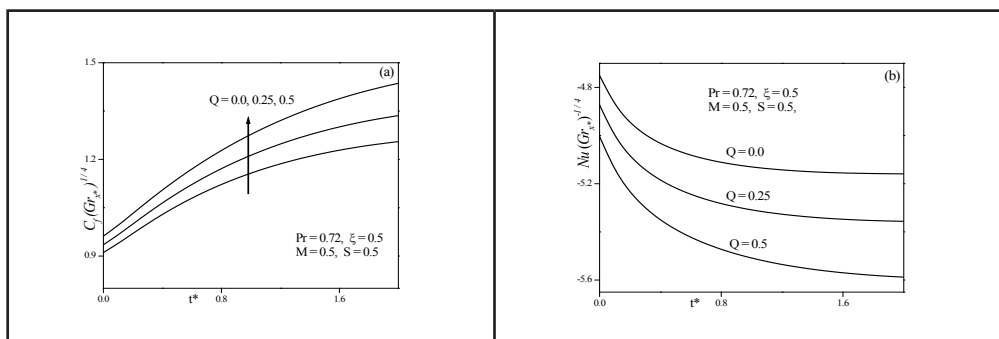 (a)
1.5
1.2
0.9
C_f (Gr_x*)^1/4
Q = 0.0, 0.25, 0.5
Pr = 0.72, ξ = 0.5
M = 0.5, S = 0.5
0.0
0.8
1.6
t*
(b)
-4.8
-5.2
-5.6
Nu (Gr_x*)^-1/4
Pr = 0.72, ξ = 0.5
M = 0.5, S = 0.5,
Q = 0.0
Q = 0.25
Q = 0.5
0.0
0.8
1.6
t*